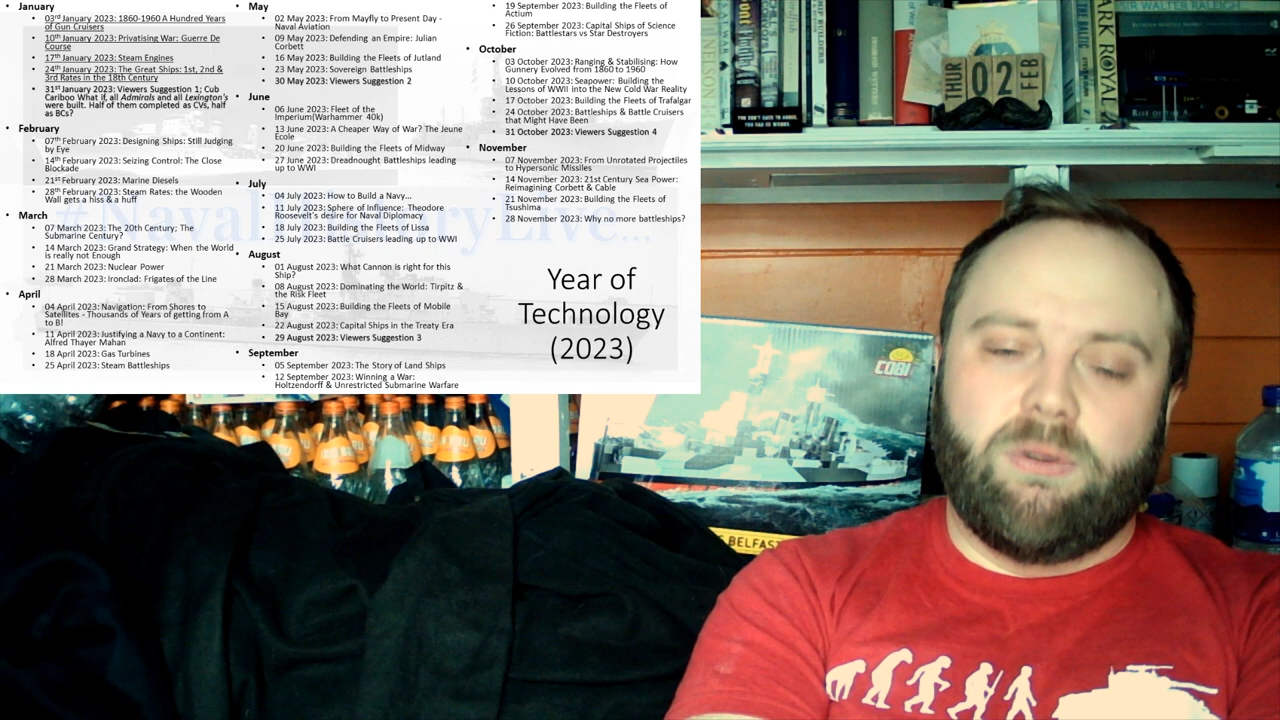 January
03rd January 2023: 1860-1960 A Hundred Years
of Gun Cruisers
10th January 2023: Privatising War: Guerre De
Course
17th January 2023: Steam Engines
24th January 2023: The Great Ships: 1st, 2nd &
3rd Rates in the 18th Century
31st January 2023: Viewers Suggestion 1; Cub
Cariboo What if, all Admirals and all Lexington's
were built. Half of them completed as CVs, half
as BCs?
February
07th February 2023: Designing Ships: Still Judging
by Eye
14th February 2023: Seizing Control: The Close
Blockade
21st February 2023: Marine Diesels
28th February 2023: Steam Rates: the Wooden
Wall gets a hiss & a huff
March
07 March 2023: The 20th Century; The
Submarine Century?
14 March 2023: Grand Strategy: When the World
is really not Enough
21 March 2023: Nuclear Power
28 March 2023: Ironclad: Frigates of the Line
April
04 April 2023: Navigation: From Shores to
Satellites - Thousands of Years of getting from A
to B!
11 April 2023: Justifying a Navy to a Continent:
Alfred Thayer Mahan
18 April 2023: Gas Turbines
25 April 2023: Steam Battleships
May
02 May 2023: From Mayfly to Present Day -
Naval Aviation
09 May 2023: Defending an Empire: Julian
Corbett
16 May 2023: Building the Fleets of Jutland
23 May 2023: Sovereign Battleships
30 May 2023: Viewers Suggestion 2
June
06 June 2023: Fleet of the
Imperium(Warhammer 40k)
13 June 2023: A Cheaper Way of War? The Jeune
Ecole
20 June 2023: Building the Fleets of Midway
27 June 2023: Dreadnought Battleships leading
up to WWI
July
04 July 2023: How to Build a Navy...
11 July 2023: Sphere of Influence: Theodore
Roosevelt's desire for Naval Diplomacy
18 July 2023: Building the Fleets of Lissa
25 July 2023: Battle Cruisers leading up to WWI
August
01 August 2023: What Cannon is right for this
Ship?
08 August 2023: Dominating the World: Tirpitz &
the Risk Fleet
15 August 2023: Building the Fleets of Mobile
Bay
22 August 2023: Capital Ships in the Treaty Era
29 August 2023: Viewers Suggestion 3
September
05 September 2023: The Story of Land Ships
12 September 2023: Winning a War:
Holtzendorff & Unrestricted Submarine Warfare
19 September 2023: Building the Fleets of
Actium
26 September 2023: Capital Ships of Science
Fiction: Battlestars vs Star Destroyers
October
03 October 2023: Ranging & Stabilising: How
Gunnery Evolved from 1860 to 1960
10 October 2023: Seapower: Building the
Lessons of WWII into the New Cold War Reality
17 October 2023: Building the Fleets of Trafalgar
24 October 2023: Battleships & Battle Cruisers
that Might Have Been
31 October 2023: Viewers Suggestion 4
November
07 November 2023: From Unrotated Projectiles
to Hypersonic Missiles
14 November 2023: 21st Century Sea Power:
Reimagining Corbett & Cable
21 November 2023: Building the Fleets of
Tsushima
28 November 2023: Why no more battleships?
Year of
Technology
(2023)
THUR 02 FEB
SIR WALTER RALEIGH
ARK ROYAL
THE BALTIC
NELSON
COBI
BELFAST
IRN BRU